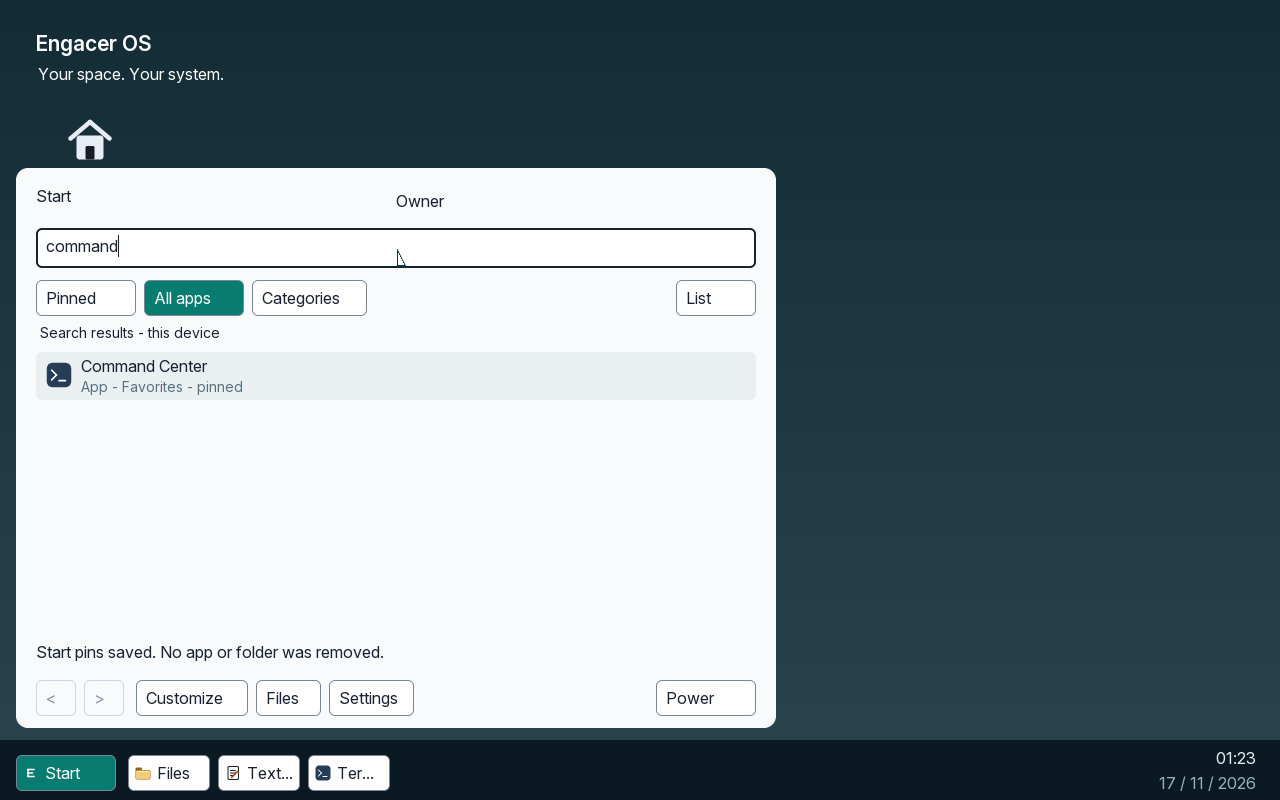 Engacer OS
Your space. Your system.
Start
Owner
command
Pinned
All apps
Categories
List
Search results - this device
Command Center
App - Favorites - pinned
Start pins saved. No app or folder was removed.
<
>
Customize
Files
Settings
Power
Start
Files
Text...
Ter...
01:23
17 / 11 / 2026